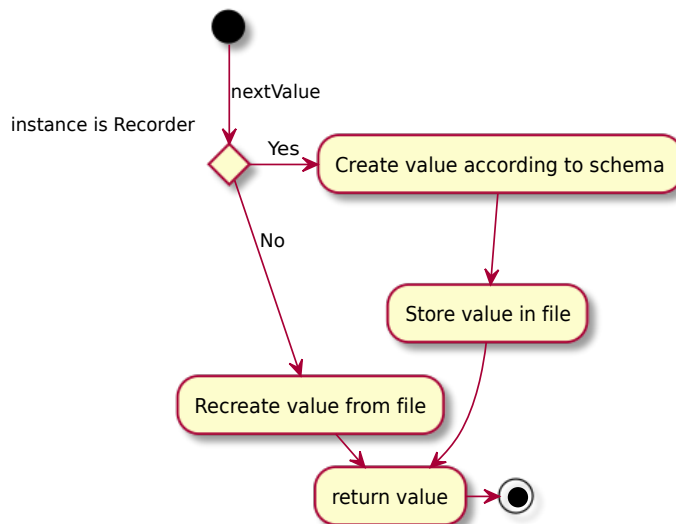 nextValue
instance is Recorder
Yes
Create value according to schema
No
Store value in file
Recreate value from file
return value